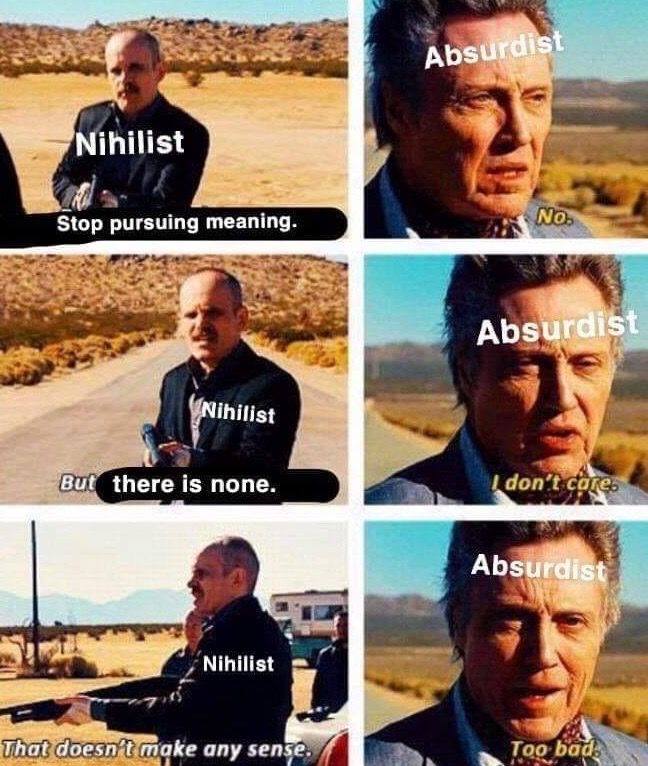 Nihilist
Stop pursuing meaning.
Absurdist
No.
Nihilist
But there is none.
Absurdist
I don't care.
Nihilist
That doesn't make any sense.
Absurdist
Too bad.